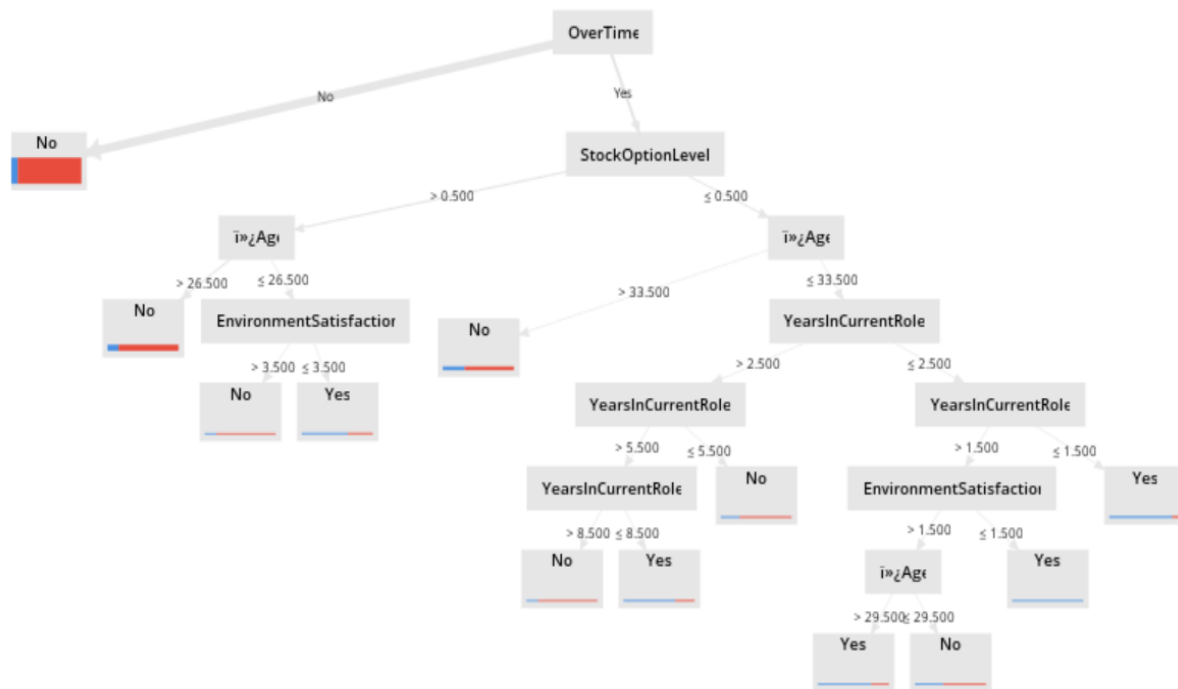 OverTime
No
Yes
No
StockOptionLevel
> 0.500
≤ 0.500
ï»¿Age
ï»¿Age
> 26.500
≤ 26.500
> 33.500
≤ 33.500
No
EnvironmentSatisfaction
No
YearsInCurrentRole
> 3.500
≤ 3.500
> 2.500
≤ 2.500
No
Yes
YearsInCurrentRole
YearsInCurrentRole
> 5.500
≤ 5.500
> 1.500
≤ 1.500
YearsInCurrentRole
No
EnvironmentSatisfaction
Yes
> 8.500
≤ 8.500
> 1.500
≤ 1.500
No
Yes
ï»¿Age
Yes
> 29.500
≤ 29.500
Yes
No